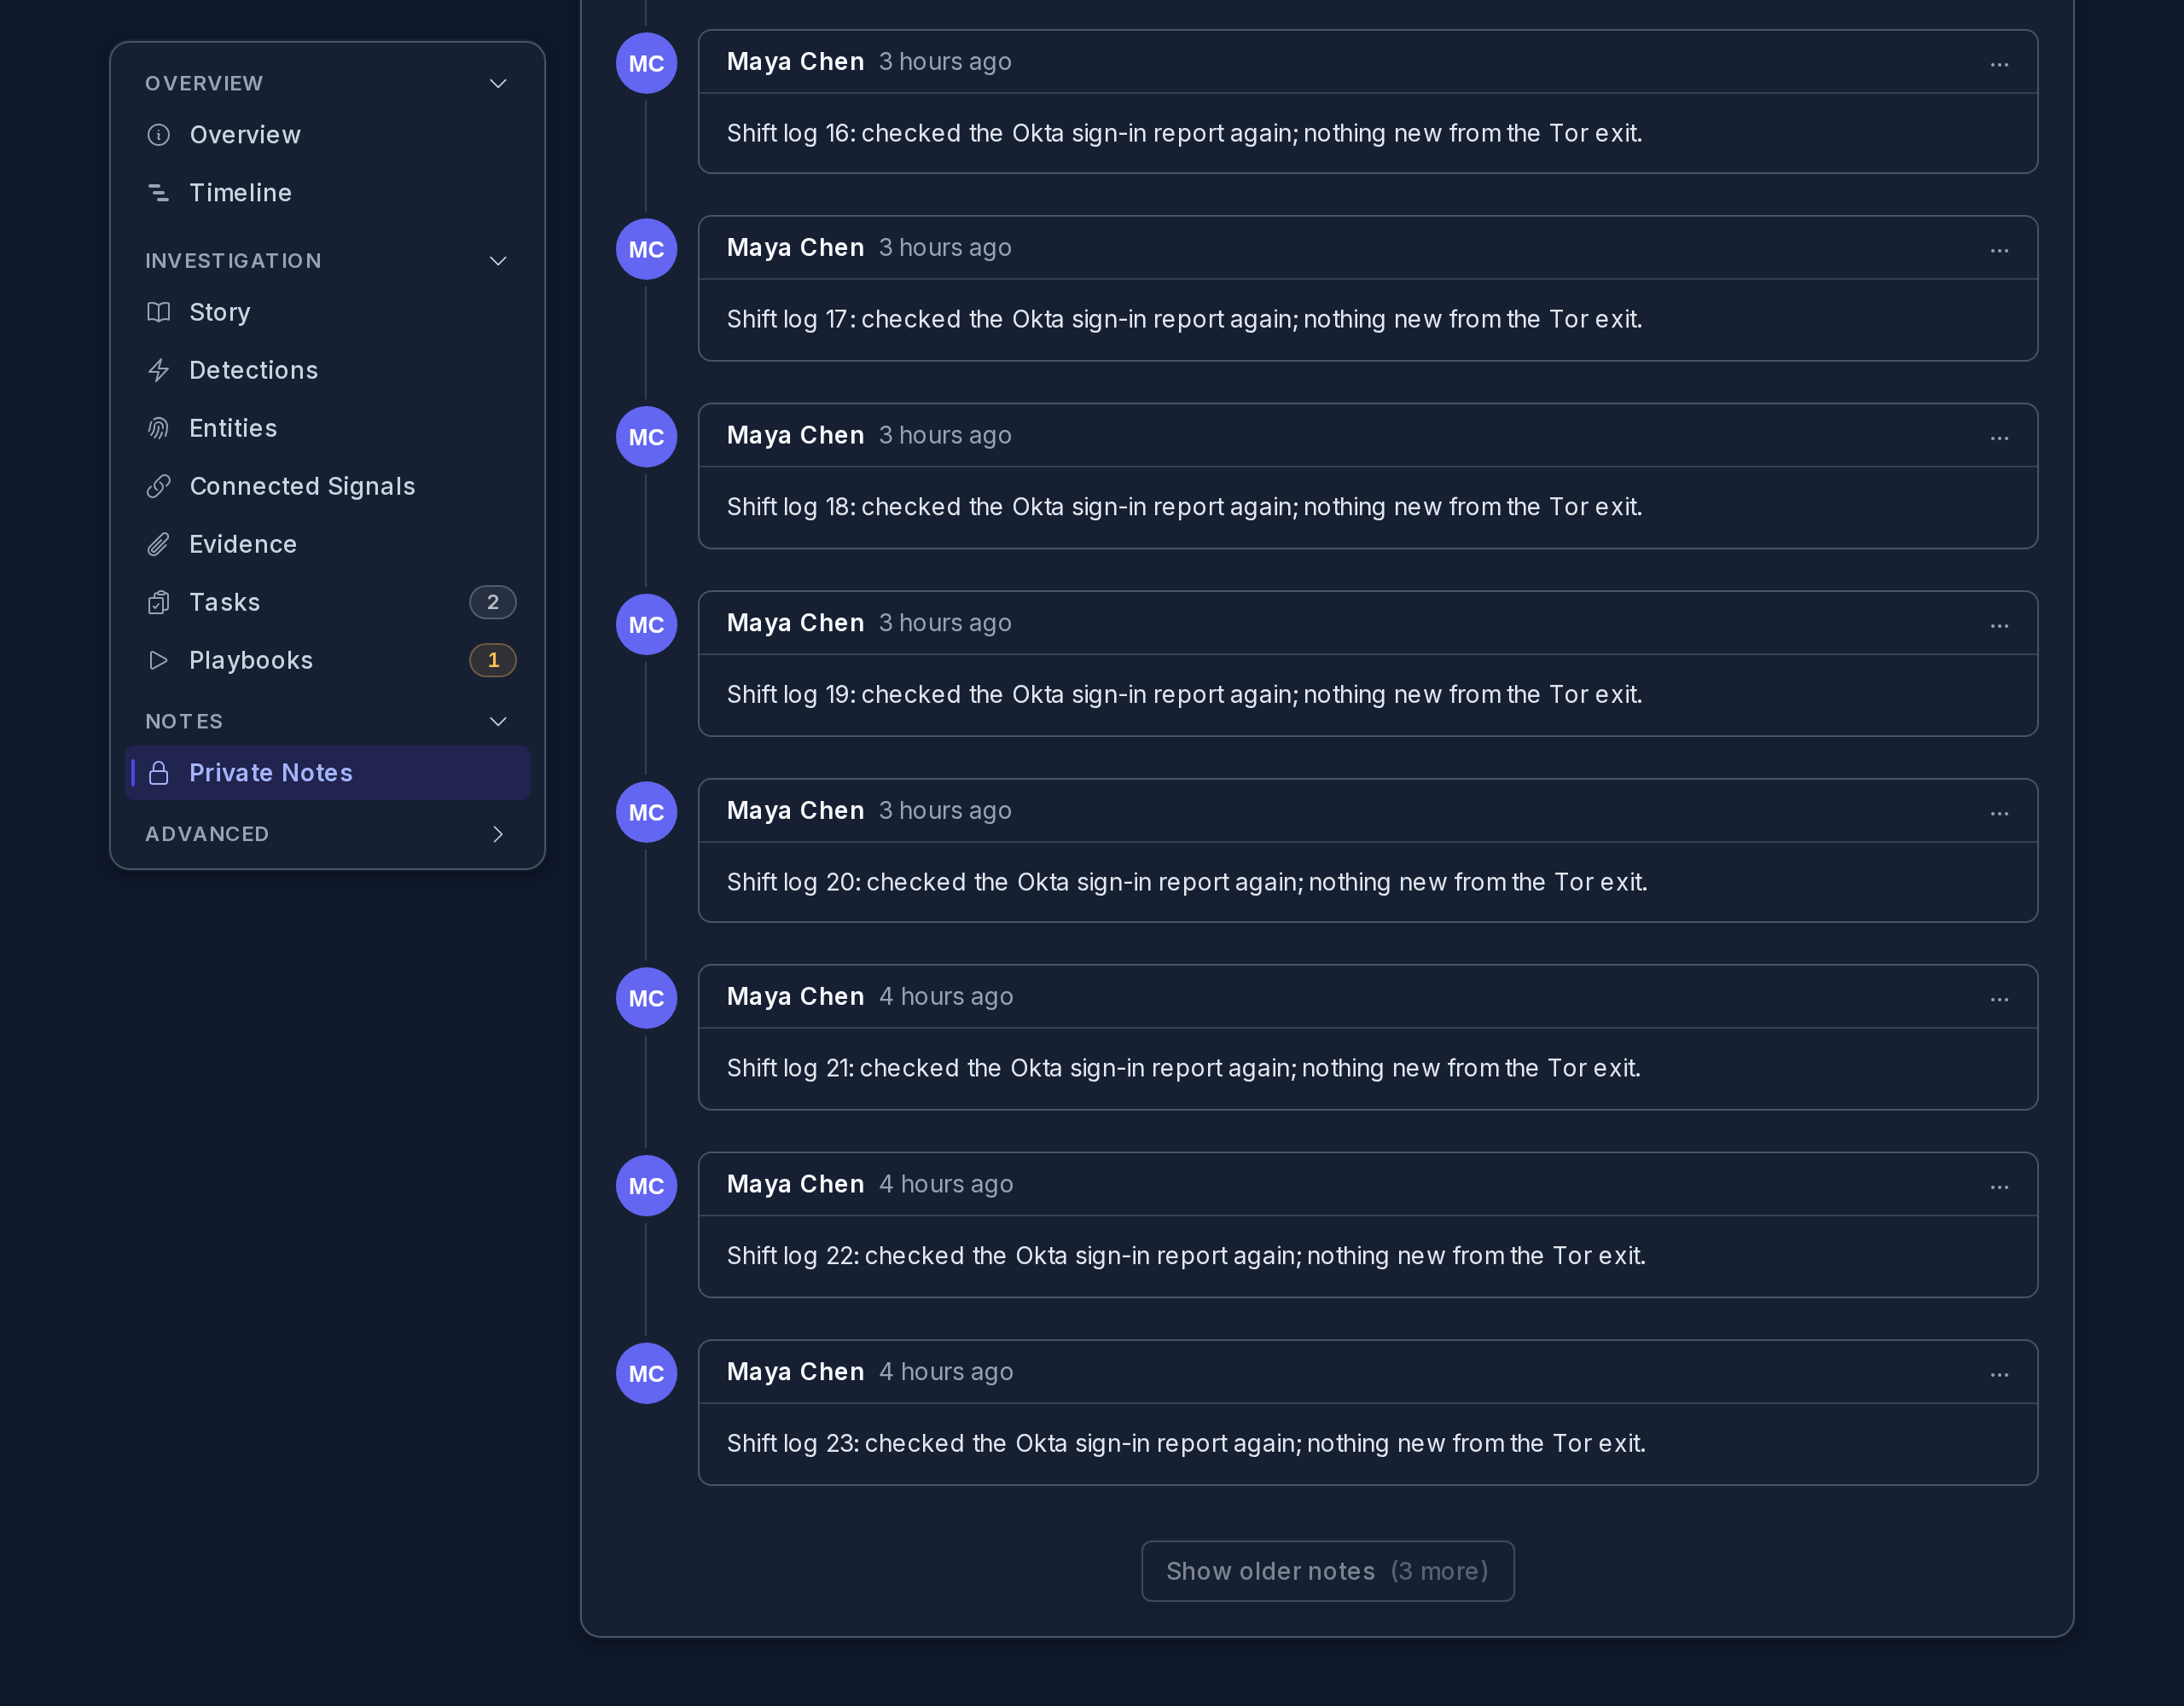 OVERVIEW
Overview
Timeline
INVESTIGATION
Story
Detections
Entities
Connected Signals
Evidence
Tasks 2
Playbooks 1
NOTES
Private Notes
ADVANCED
MC Maya Chen 3 hours ago
Shift log 16: checked the Okta sign-in report again; nothing new from the Tor exit.
MC Maya Chen 3 hours ago
Shift log 17: checked the Okta sign-in report again; nothing new from the Tor exit.
MC Maya Chen 3 hours ago
Shift log 18: checked the Okta sign-in report again; nothing new from the Tor exit.
MC Maya Chen 3 hours ago
Shift log 19: checked the Okta sign-in report again; nothing new from the Tor exit.
MC Maya Chen 3 hours ago
Shift log 20: checked the Okta sign-in report again; nothing new from the Tor exit.
MC Maya Chen 4 hours ago
Shift log 21: checked the Okta sign-in report again; nothing new from the Tor exit.
MC Maya Chen 4 hours ago
Shift log 22: checked the Okta sign-in report again; nothing new from the Tor exit.
MC Maya Chen 4 hours ago
Shift log 23: checked the Okta sign-in report again; nothing new from the Tor exit.
Show older notes (3 more)